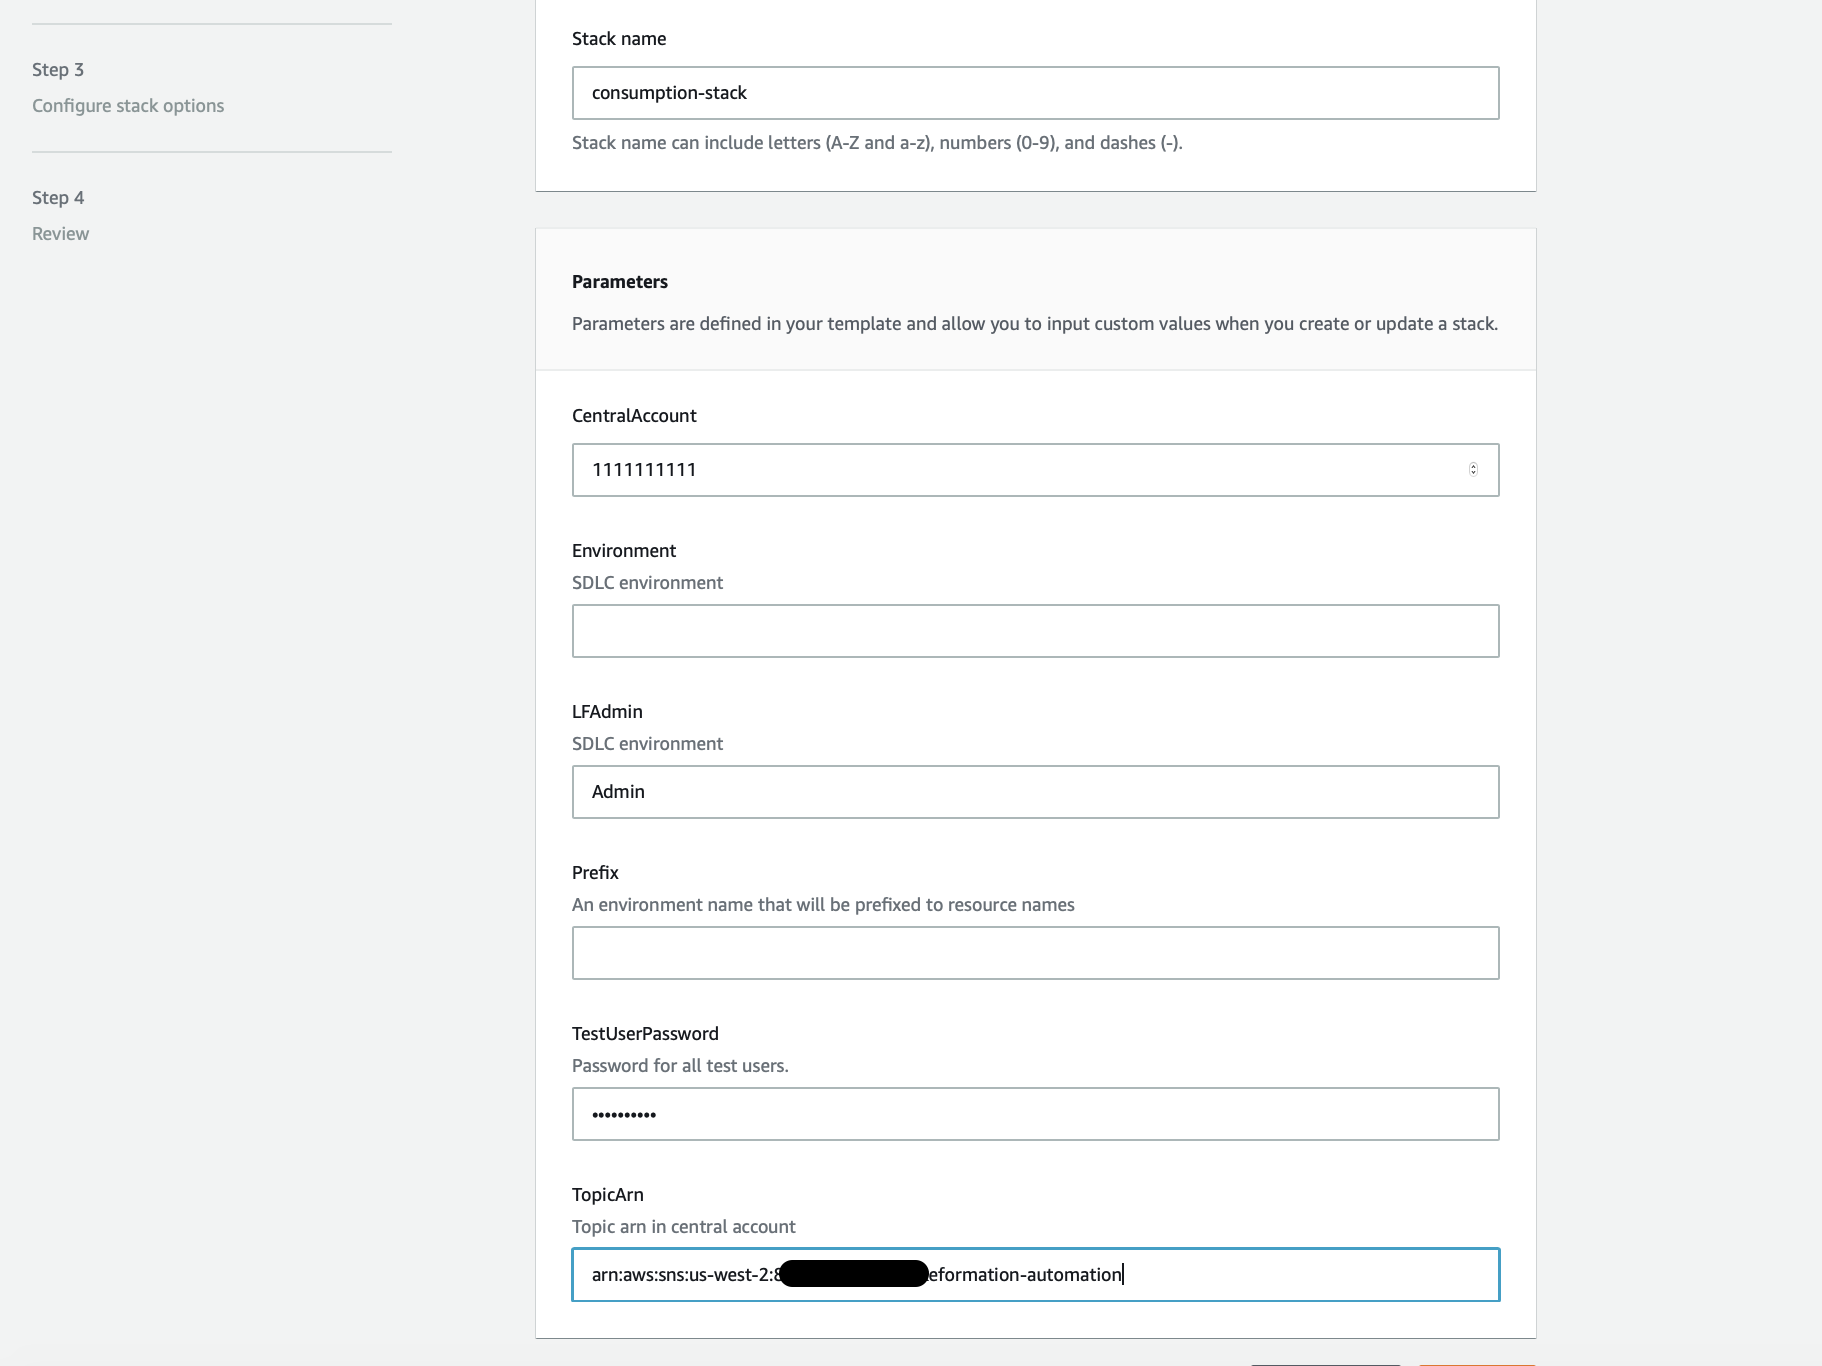 Step 3
Configure stack options
Step 4
Review
Stack name
consumption-stack
Stack name can include letters (A-Z and a-z), numbers (0-9), and dashes (-).
Parameters
Parameters are defined in your template and allow you to input custom values when you create or update a stack.
CentralAccount
1111111111
Environment
SDLC environment
LFAdmin
SDLC environment
Admin
Prefix
An environment name that will be prefixed to resource names
TestUserPassword
Password for all test users.
••••••••••
TopicArn
Topic arn in central account
arn:aws:sns:us-west-2:8 eformation-automation